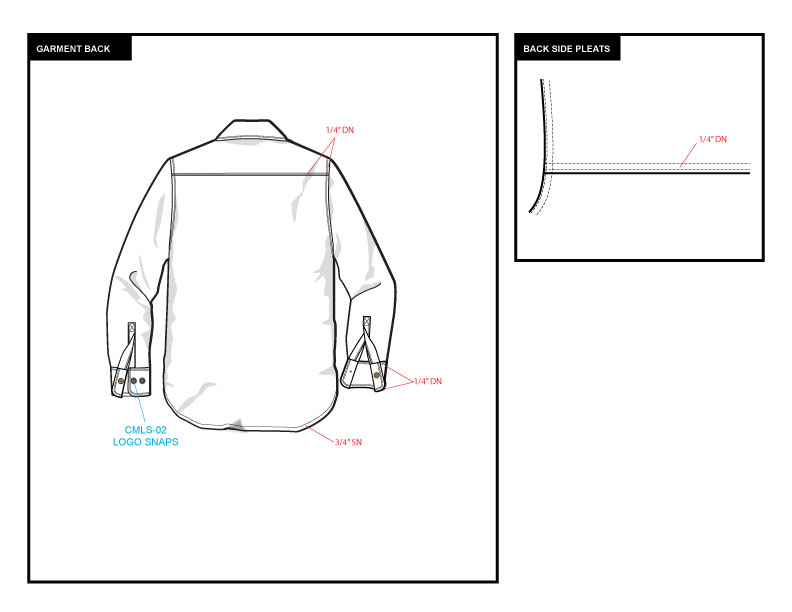 GARMENT BACK
BACK SIDE PLEATS
1/4" DN
1/4" DN
1/4" DN
CMLS-02
LOGO SNAPS
3/4" SN